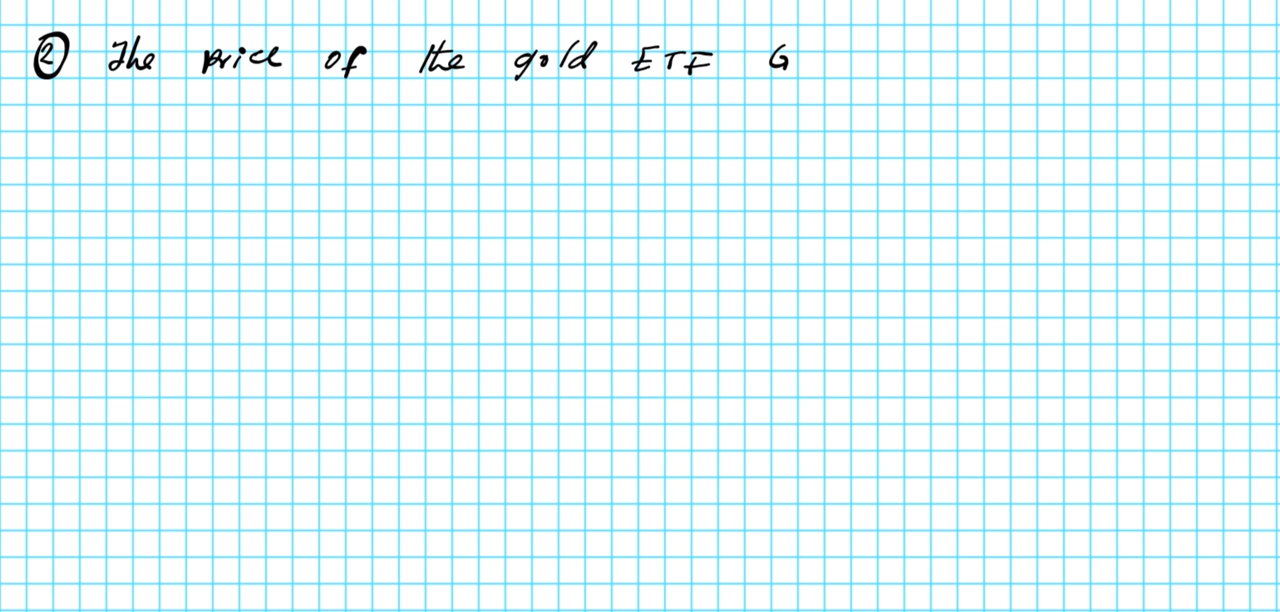 ② The price of the gold ETF G